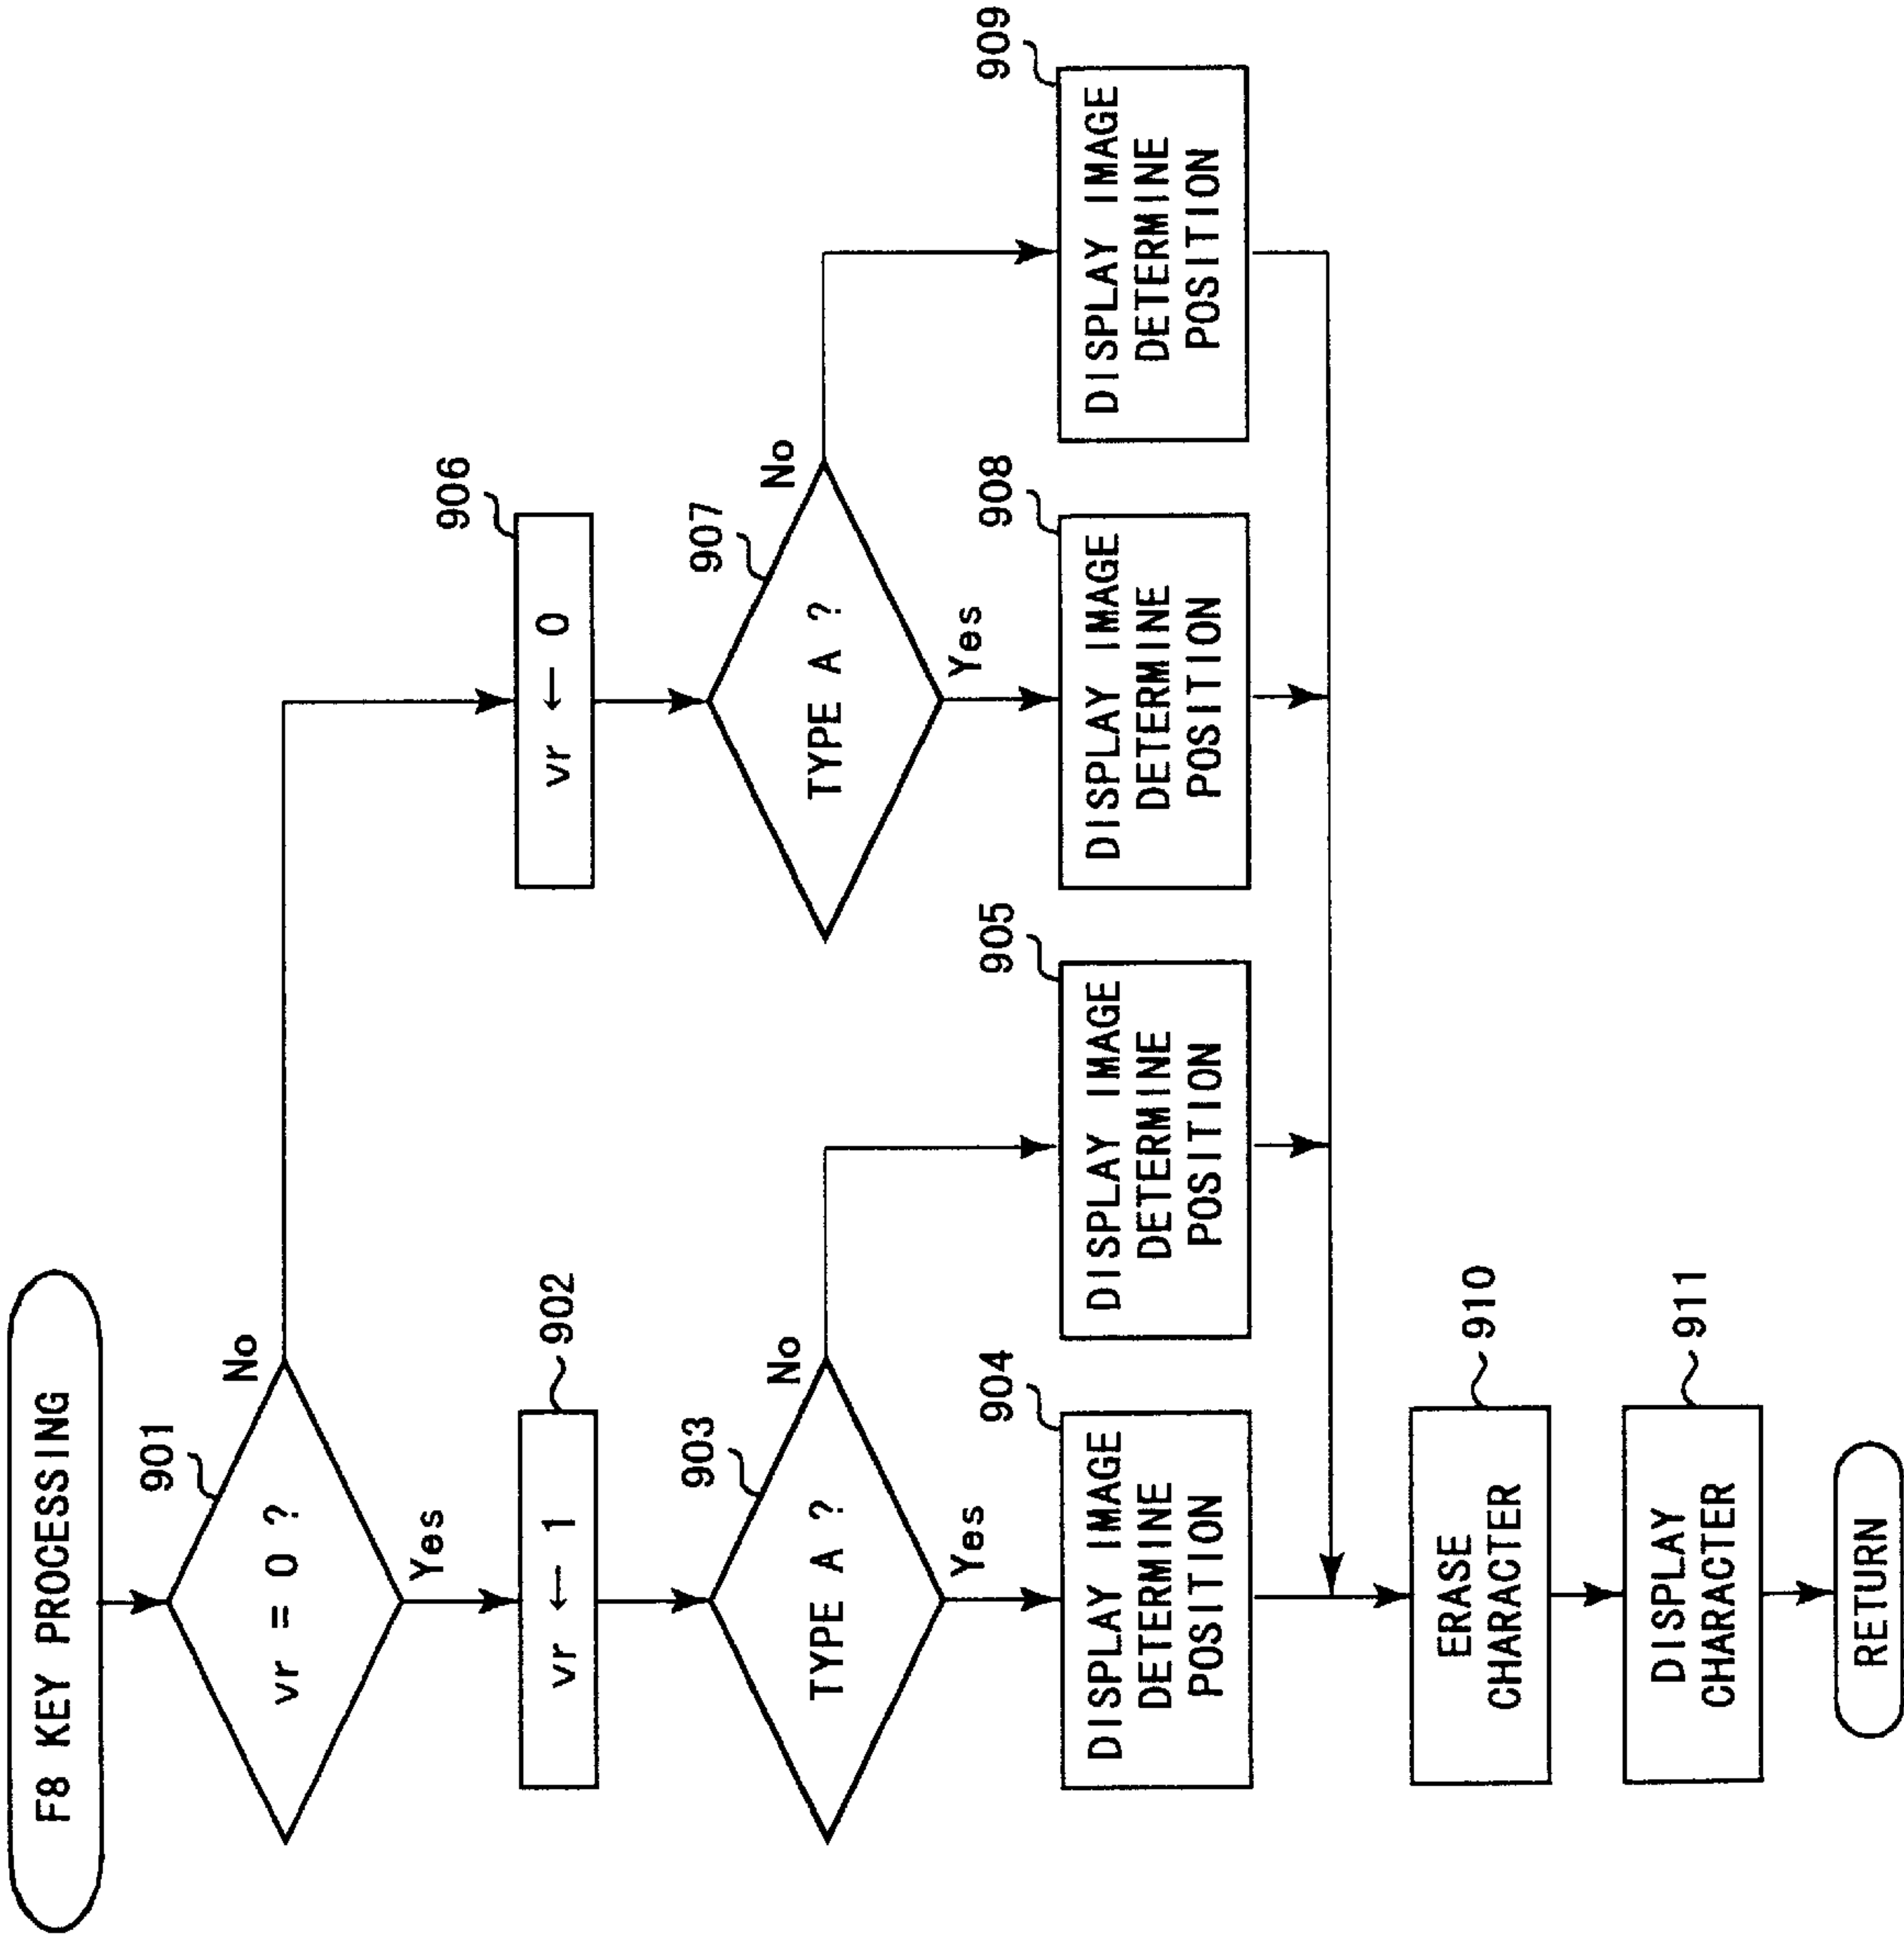 F8 KEY PROCESSING
901
vr = 0 ?
No
Yes
902
vr ← 1
906
vr ← 0
903
TYPE A ?
No
Yes
907
TYPE A ?
No
Yes
904
DISPLAY IMAGE
DETERMINE
POSITION
905
DISPLAY IMAGE
DETERMINE
POSITION
908
DISPLAY IMAGE
DETERMINE
POSITION
909
DISPLAY IMAGE
DETERMINE
POSITION
910
ERASE
CHARACTER
911
DISPLAY
CHARACTER
RETURN